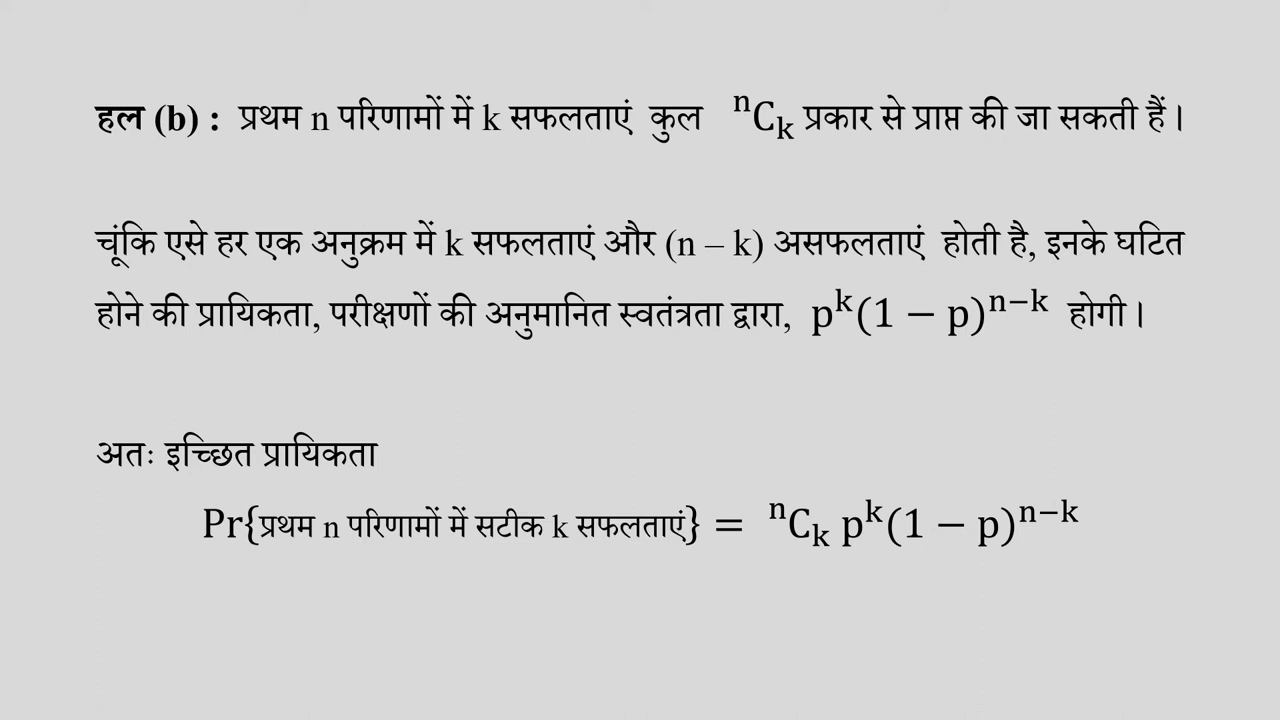 हल (b) : प्रथम n परिणामों में k सफलताएं कुल ⁿCₖ प्रकार से प्राप्त की जा सकती हैं।
चूंकि एसे हर एक अनुक्रम में k सफलताएं और (n – k) असफलताएं होती है, इनके घटित
होने की प्रायिकता, परीक्षणों की अनुमानित स्वतंत्रता द्वारा, pᵏ(1 − p)ⁿ⁻ᵏ होगी।
अतः इच्छित प्रायिकता
Pr{प्रथम n परिणामों में सटीक k सफलताएं} = ⁿCₖ pᵏ(1 − p)ⁿ⁻ᵏ